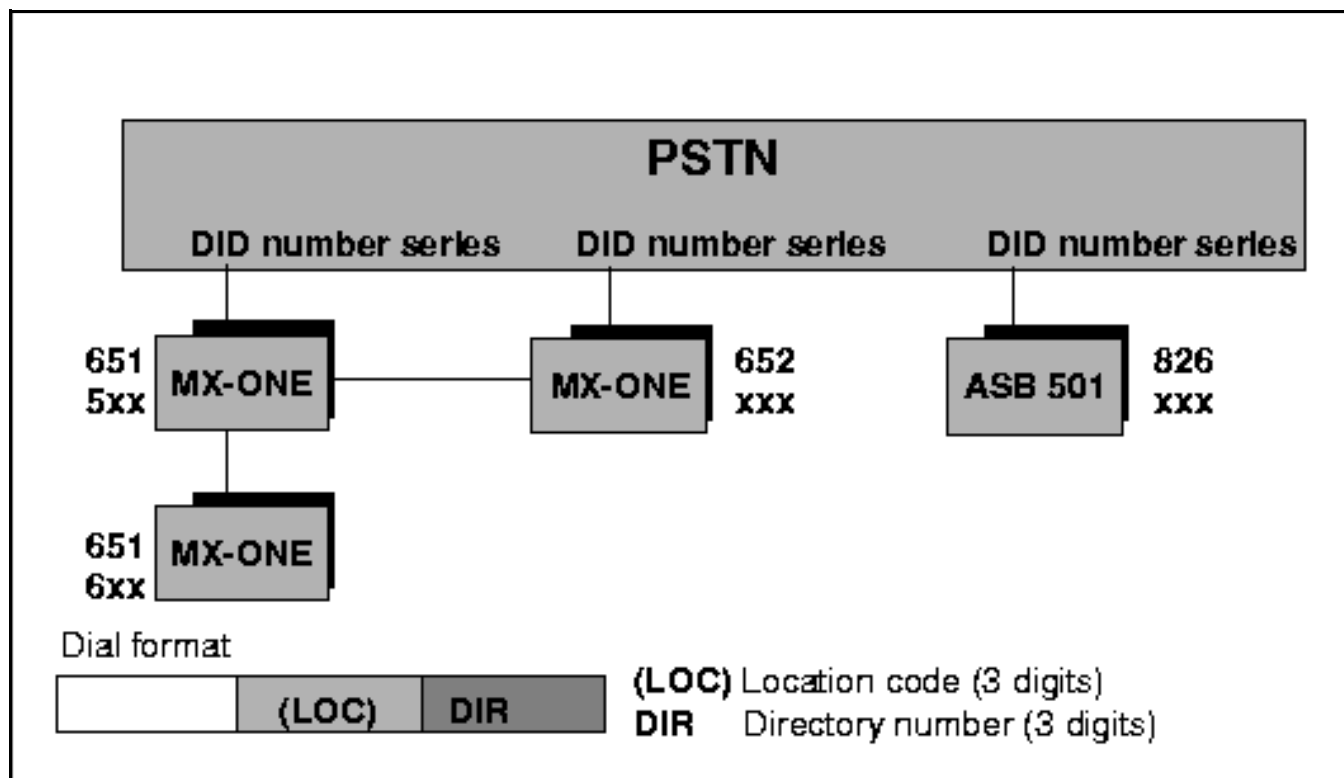 PSTN
DID number series DID number series DID number series
651
5xx
MX-ONE
MX-ONE
652
xxx
ASB 501
826
xxx
651
6xx
MX-ONE
Dial format
(LOC) DIR
(LOC) Location code (3 digits)
DIR Directory number (3 digits)